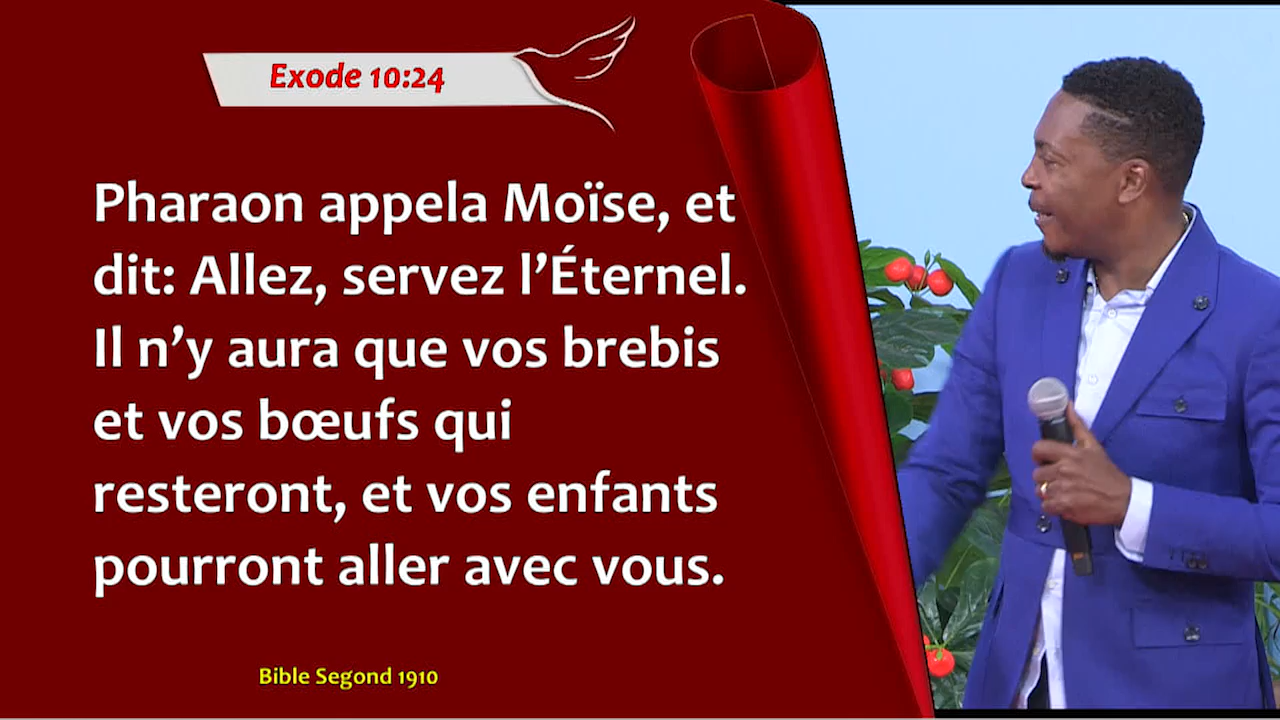 Exode 10:24
Pharaon appela Moïse, et
dit: Allez, servez l’Éternel.
Il n’y aura que vos brebis
et vos bœufs qui
resteront, et vos enfants
pourront aller avec vous.
Bible Segond 1910